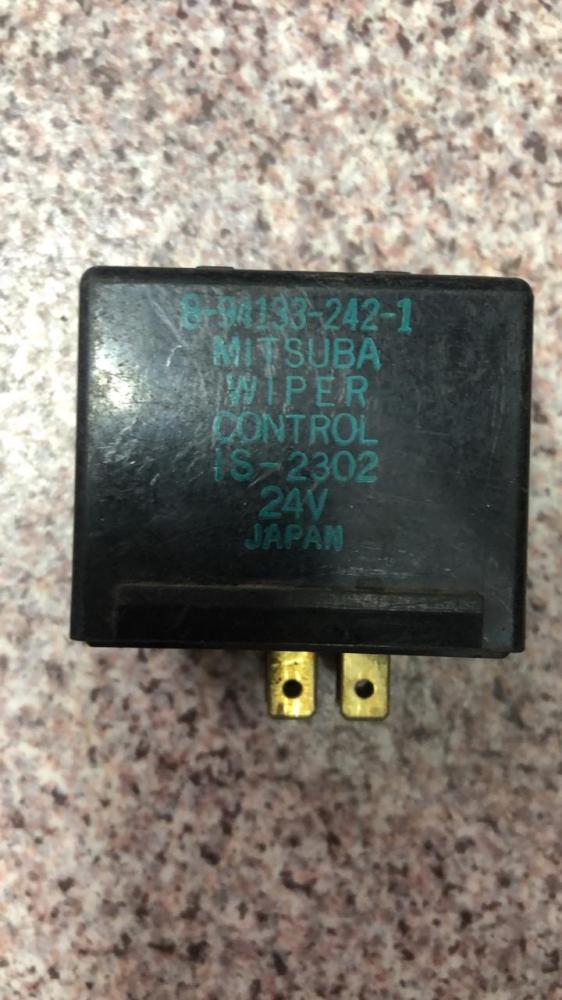 8-94133-242-1
MITSUBA
WIPER
CONTROL
IS-2302
24V
JAPAN